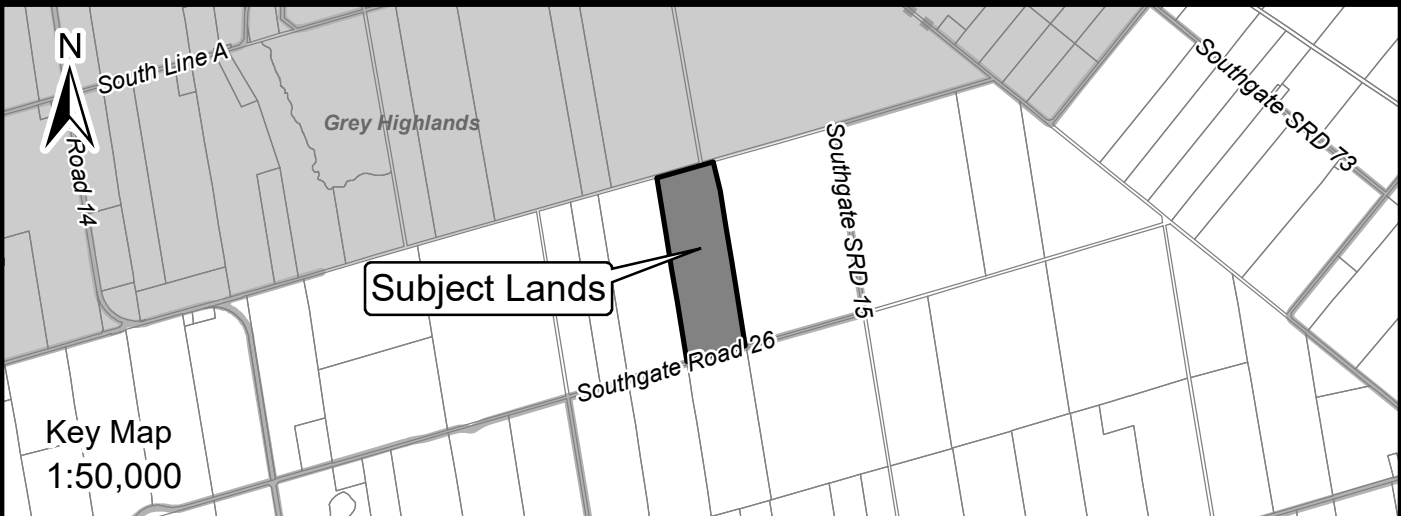 N
South Line A
Road 14
Grey Highlands
Southgate SRD 73
Southgate SRD 15
Subject Lands
Southgate Road 26
Key Map
1:50,000